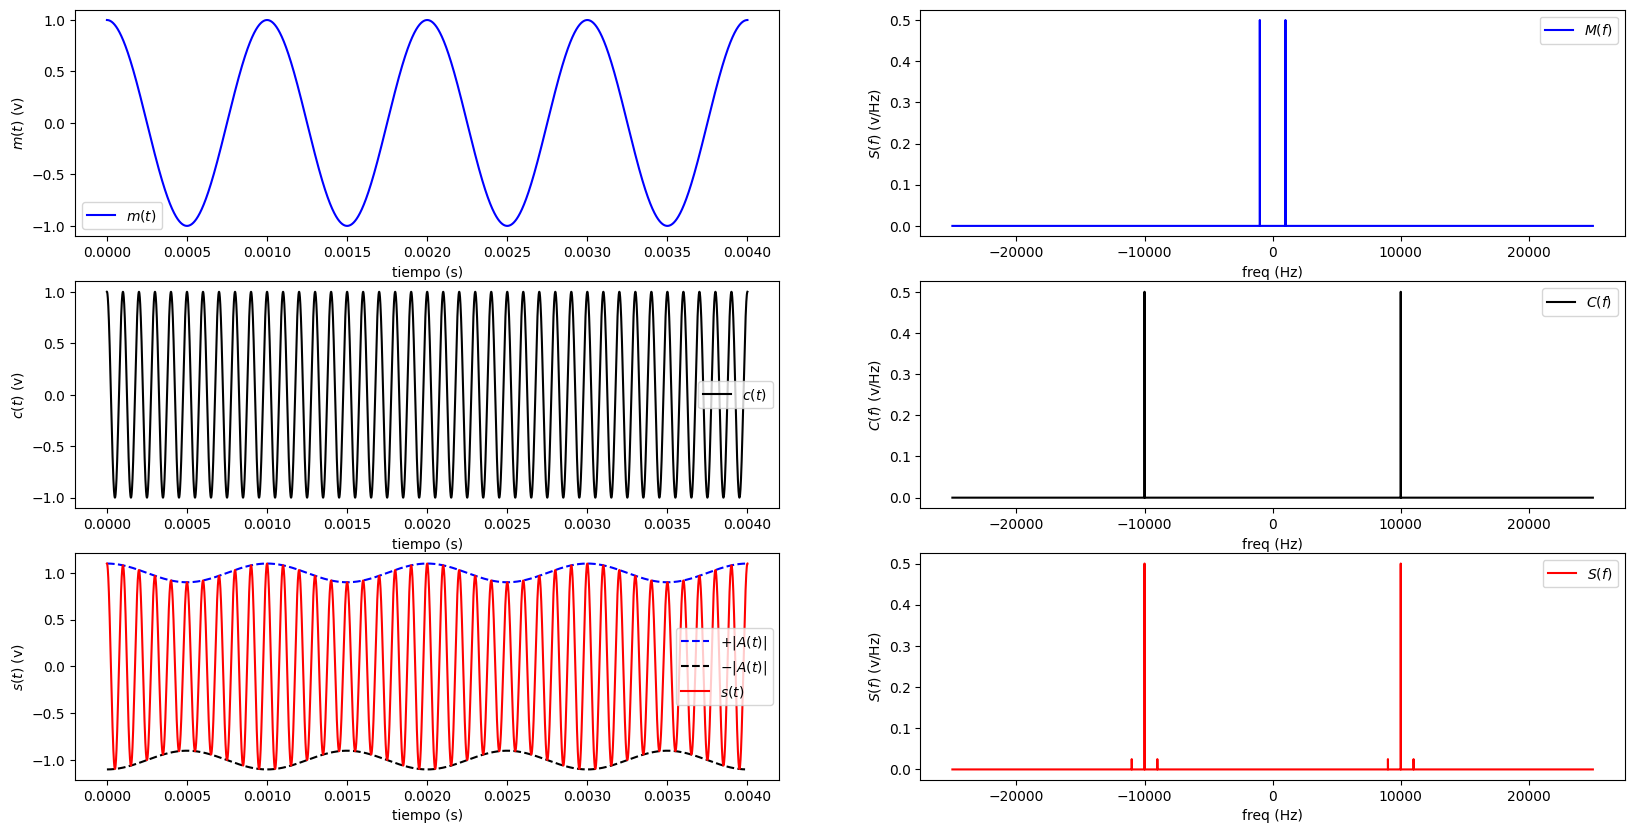 1.0
0.5
0.0
−0.5
−1.0
m(t) (v)
m(t)
0.0000 0.0005 0.0010 0.0015 0.0020 0.0025 0.0030 0.0035 0.0040
tiempo (s)
0.5
0.4
0.3
0.2
0.1
0.0
S(f) (v/Hz)
M(f)
−20000 −10000 0 10000 20000
freq (Hz)
1.0
0.5
0.0
−0.5
−1.0
c(t) (v)
c(t)
0.0000 0.0005 0.0010 0.0015 0.0020 0.0025 0.0030 0.0035 0.0040
tiempo (s)
0.5
0.4
0.3
0.2
0.1
0.0
C(f) (v/Hz)
C(f)
−20000 −10000 0 10000 20000
freq (Hz)
1.0
0.5
0.0
−0.5
−1.0
s(t) (v)
+|A(t)|
−|A(t)|
s(t)
0.0000 0.0005 0.0010 0.0015 0.0020 0.0025 0.0030 0.0035 0.0040
tiempo (s)
0.5
0.4
0.3
0.2
0.1
0.0
S(f) (v/Hz)
S(f)
−20000 −10000 0 10000 20000
freq (Hz)